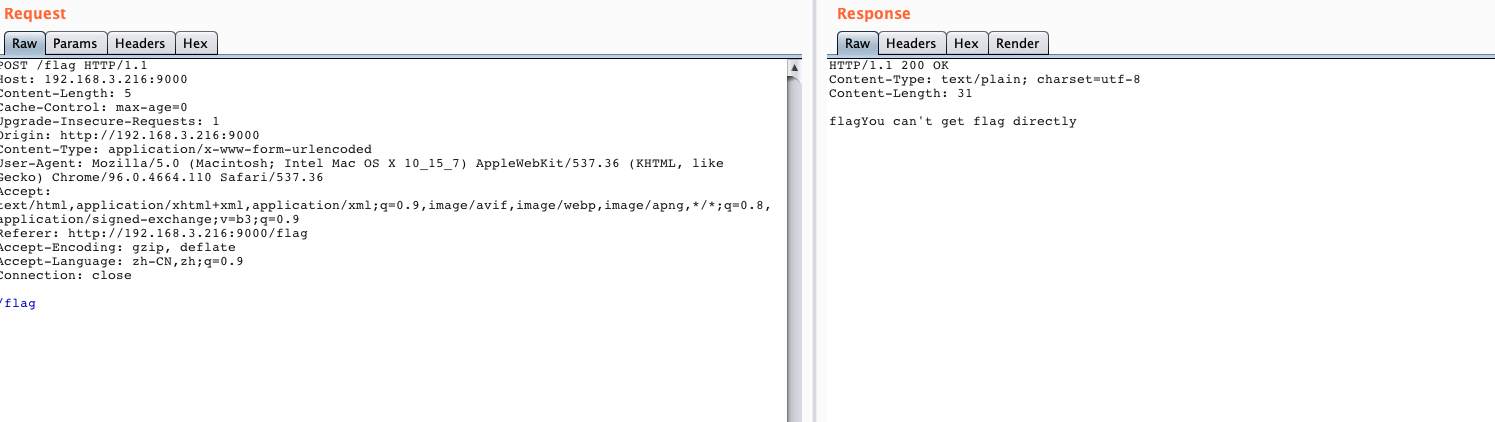 Request
Raw Params Headers Hex
POST /flag HTTP/1.1
Host: 192.168.3.216:9000
Content-Length: 5
Cache-Control: max-age=0
Upgrade-Insecure-Requests: 1
Origin: http://192.168.3.216:9000
Content-Type: application/x-www-form-urlencoded
User-Agent: Mozilla/5.0 (Macintosh; Intel Mac OS X 10_15_7) AppleWebKit/537.36 (KHTML, like
Gecko) Chrome/96.0.4664.110 Safari/537.36
Accept:
text/html,application/xhtml+xml,application/xml;q=0.9,image/avif,image/webp,image/apng,*/*;q=0.8,
application/signed-exchange;v=b3;q=0.9
Referer: http://192.168.3.216:9000/flag
Accept-Encoding: gzip, deflate
Accept-Language: zh-CN,zh;q=0.9
Connection: close
/flag
Response
Raw Headers Hex Render
HTTP/1.1 200 OK
Content-Type: text/plain; charset=utf-8
Content-Length: 31
flagYou can't get flag directly